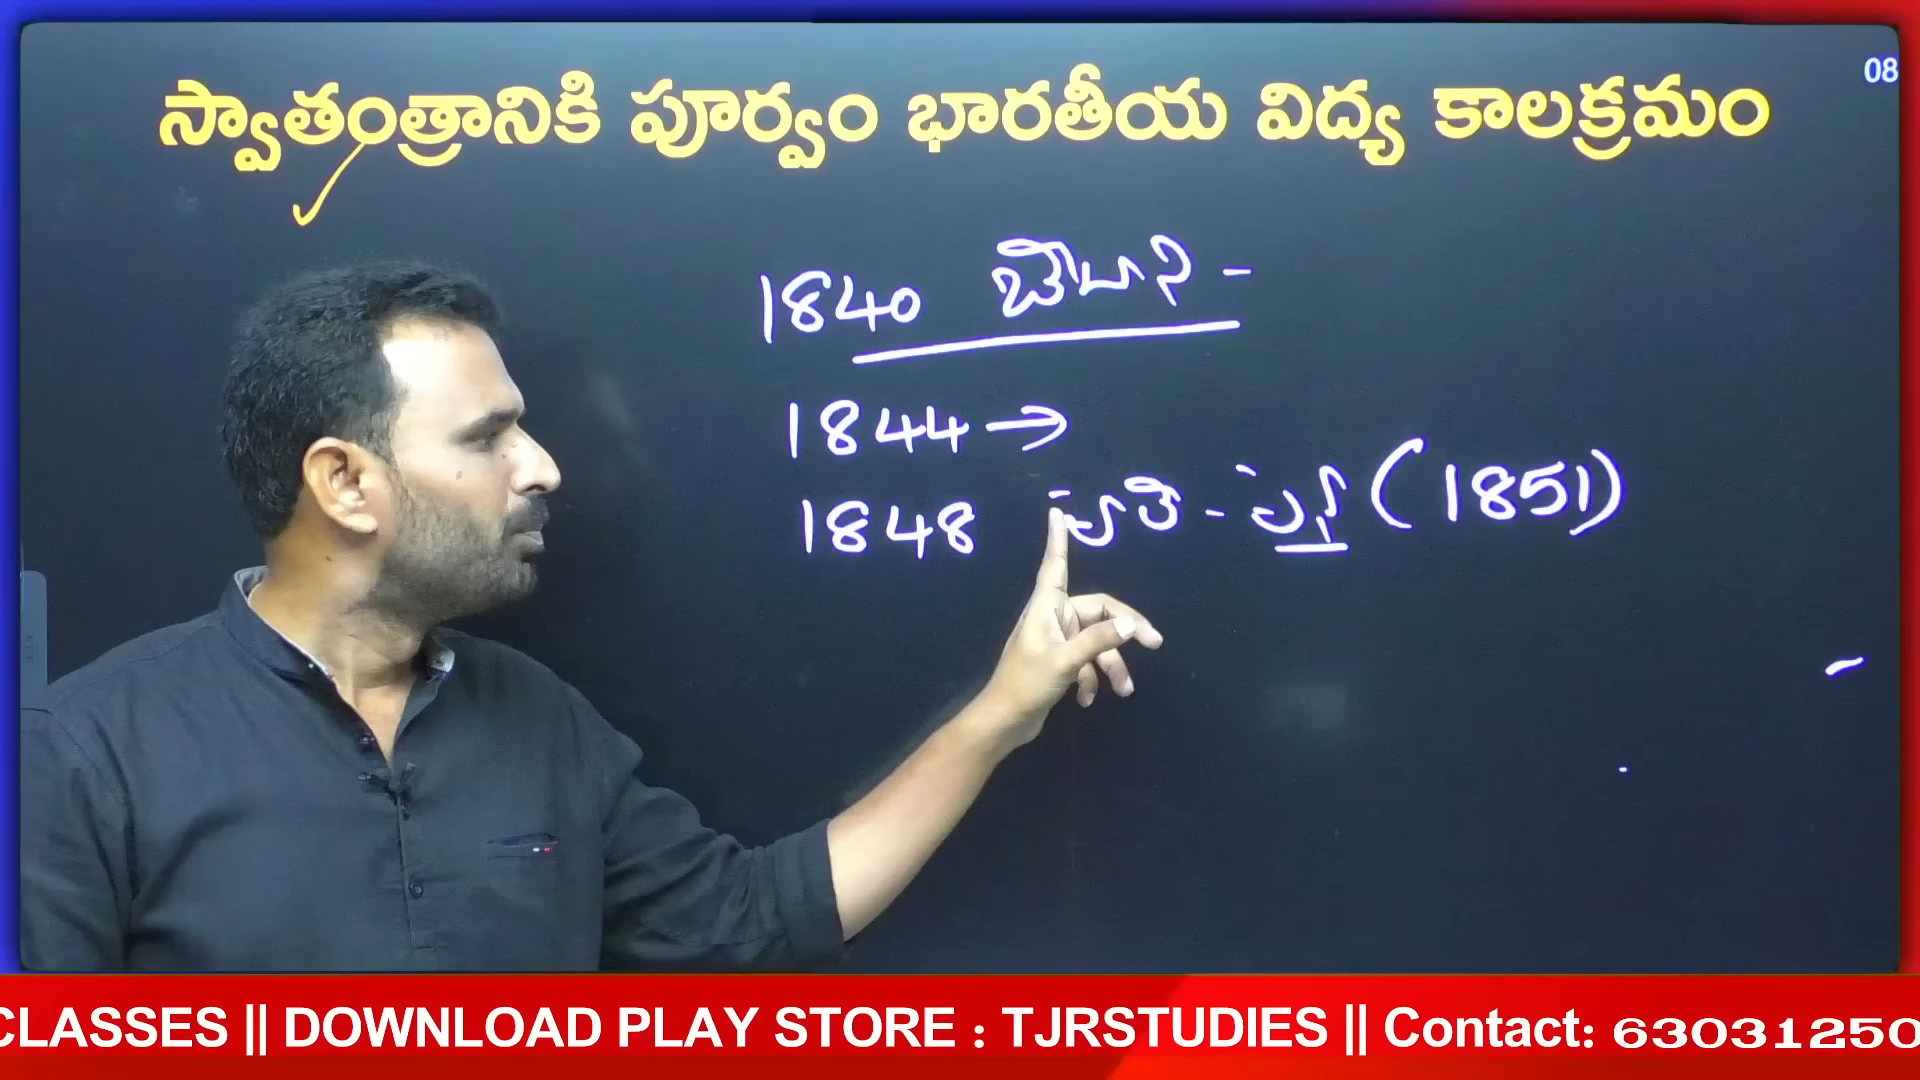 08
స్వాతంత్రానికి పూర్వం భారతీయ విద్య కాలక్రమం
1840 -
1844 →
1848 - (1851)
CLASSES || DOWNLOAD PLAY STORE : TJRSTUDIES || Contact: 63031250